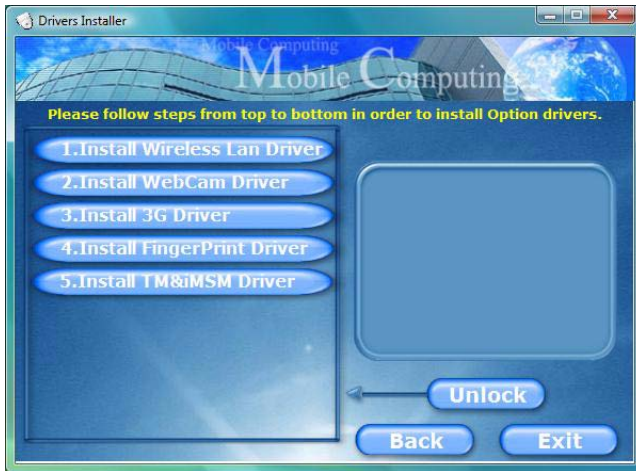 Drivers Installer
Mobile Computing
Mobile Computing
Please follow steps from top to bottom in order to install Option drivers.
1.Install Wireless Lan Driver
2.Install WebCam Driver
3.Install 3G Driver
4.Install FingerPrint Driver
5.Install TM&iMSM Driver
Unlock
Back
Exit